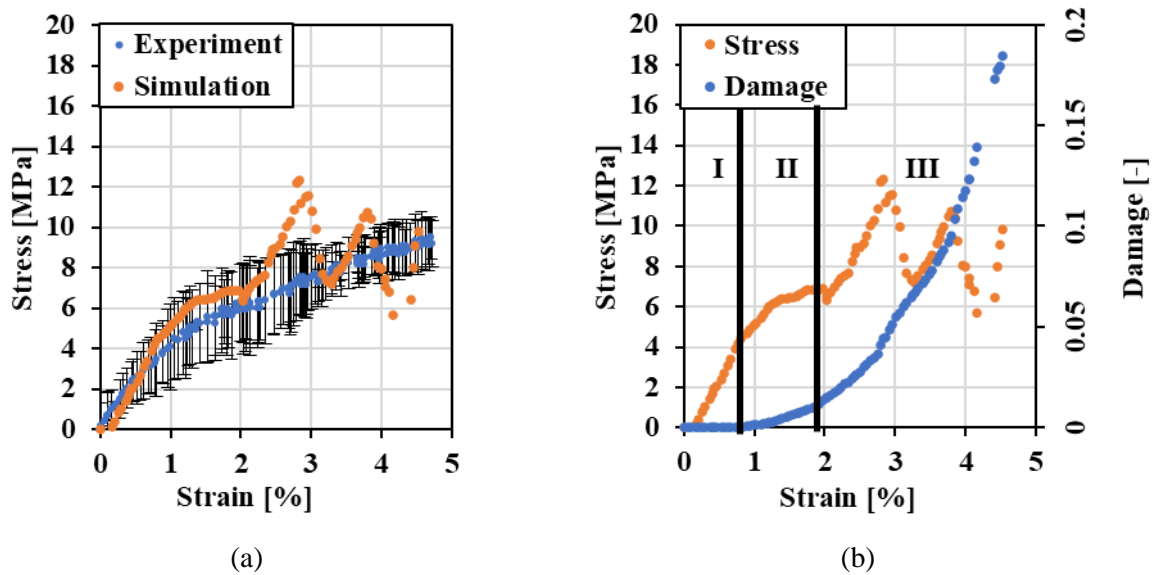 20
18
16
14
12
10
8
6
4
2
0
Stress [MPa]
Experiment
Simulation
0 1 2 3 4 5
Strain [%]
(a)
20
18
16
14
12
10
8
6
4
2
0
Stress [MPa]
Stress
Damage
I II III
0.2
0.15
0.1
0.05
0
Damage [-]
0 1 2 3 4 5
Strain [%]
(b)